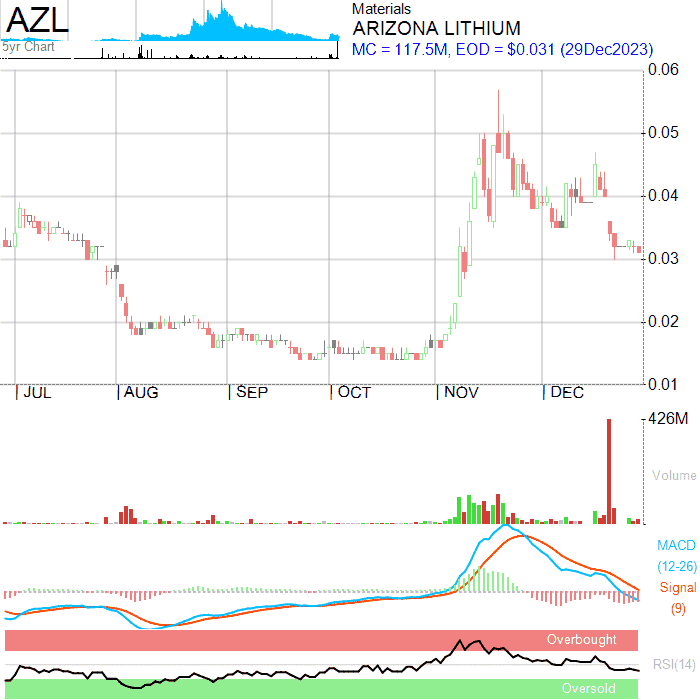 AZL
5yr Chart
Materials
ARIZONA LITHIUM
MC = 117.5M, EOD = $0.031 (29Dec2023)
0.06
0.05
0.04
0.03
0.02
0.01
JUL AUG SEP OCT NOV DEC
426M
Volume
MACD
(12-26)
Signal
(9)
Overbought
RSI(14)
Oversold